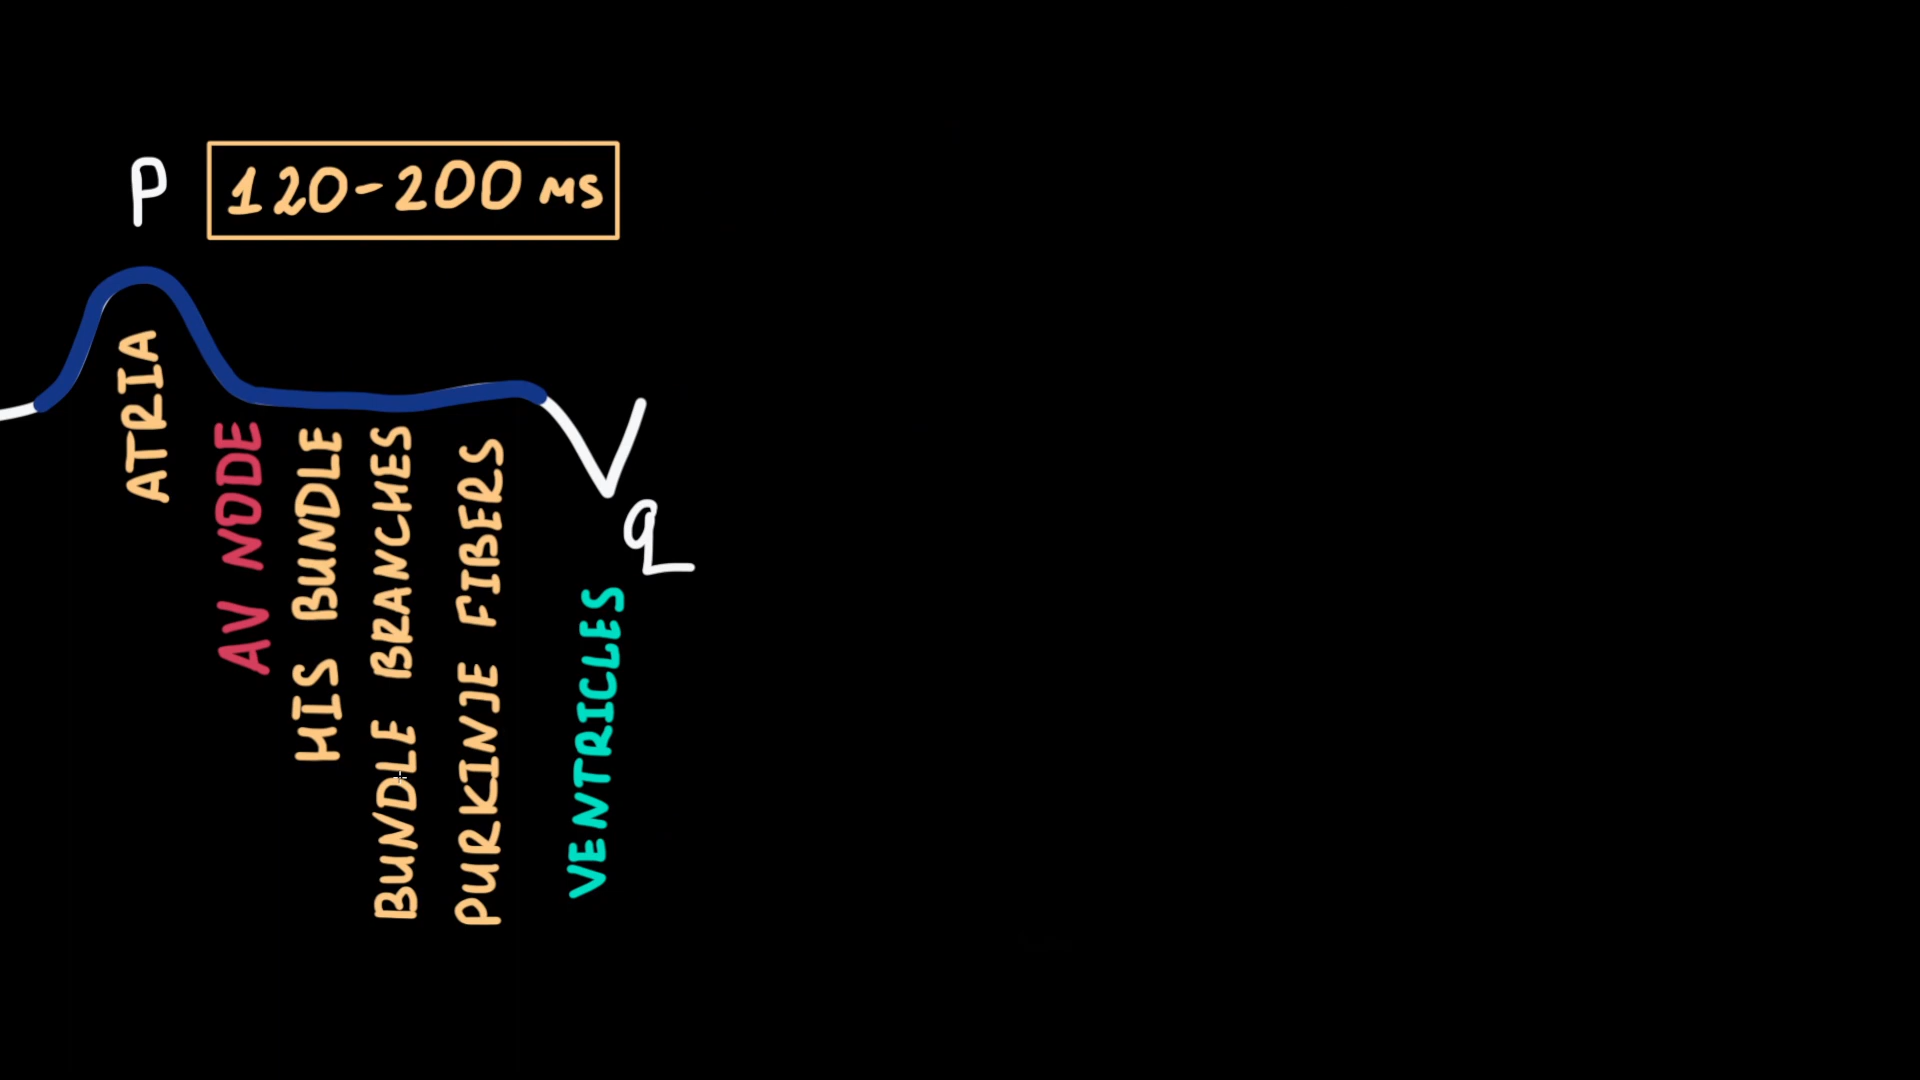 P
120-200 ms
ATRIA
AV NODE
HIS BUNDLE
BUNDLE BRANCHES
PURKINJE FIBERS
q
VENTRICLES